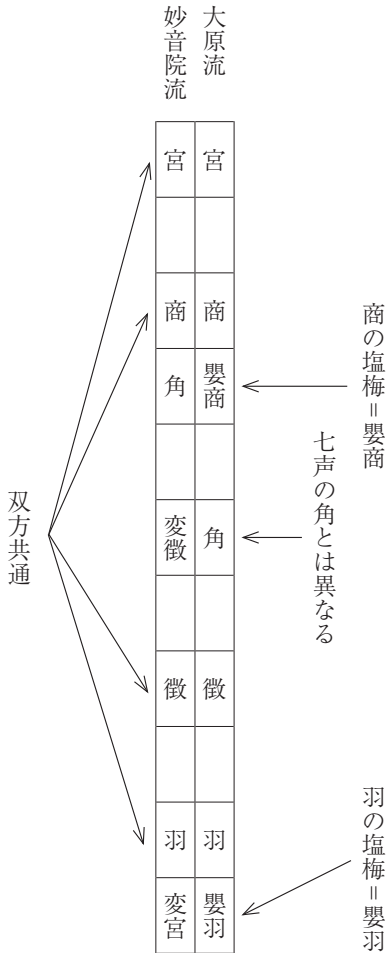 商の塩梅＝嬰商
七声の角とは異なる
羽の塩梅＝嬰羽
大原流
宮
商
嬰商
角
徴
羽
嬰羽
妙音院流
宮
商
角
変徴
徴
羽
変宮
双方共通